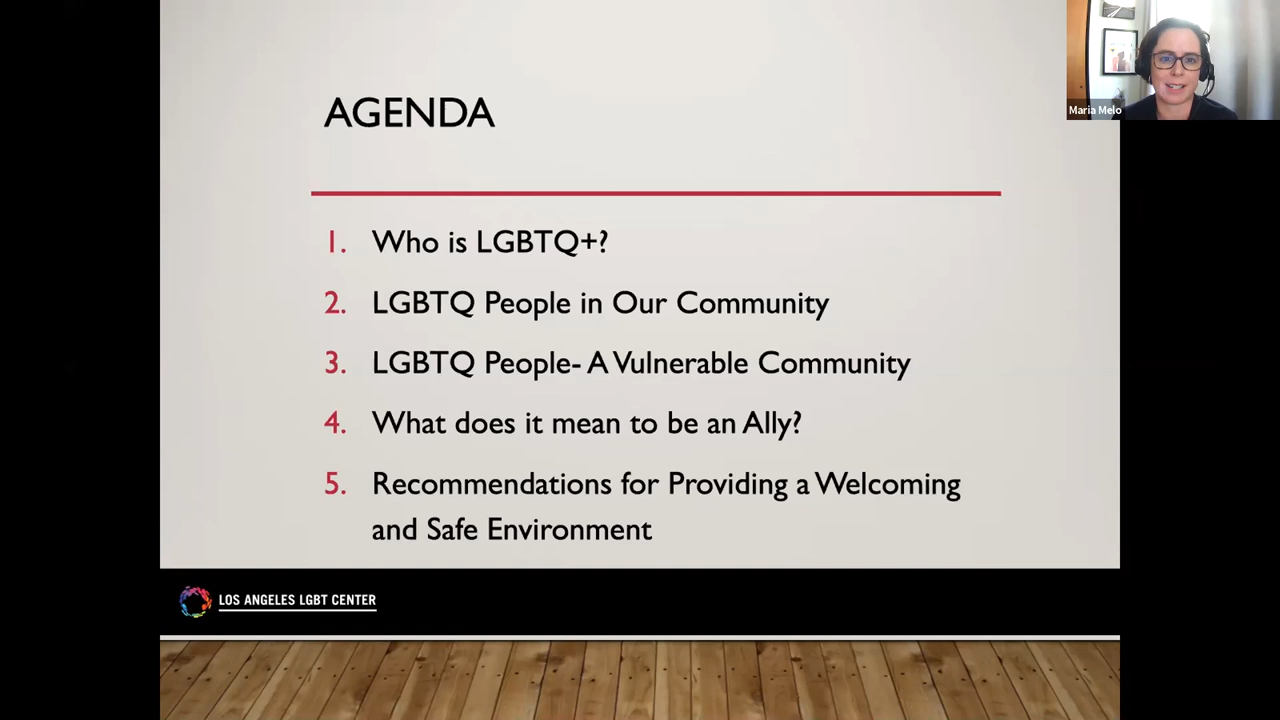 AGENDA
Maria Melo
1. Who is LGBTQ+?
2. LGBTQ People in Our Community
3. LGBTQ People- A Vulnerable Community
4. What does it mean to be an Ally?
5. Recommendations for Providing a Welcoming
and Safe Environment
LOS ANGELES LGBT CENTER